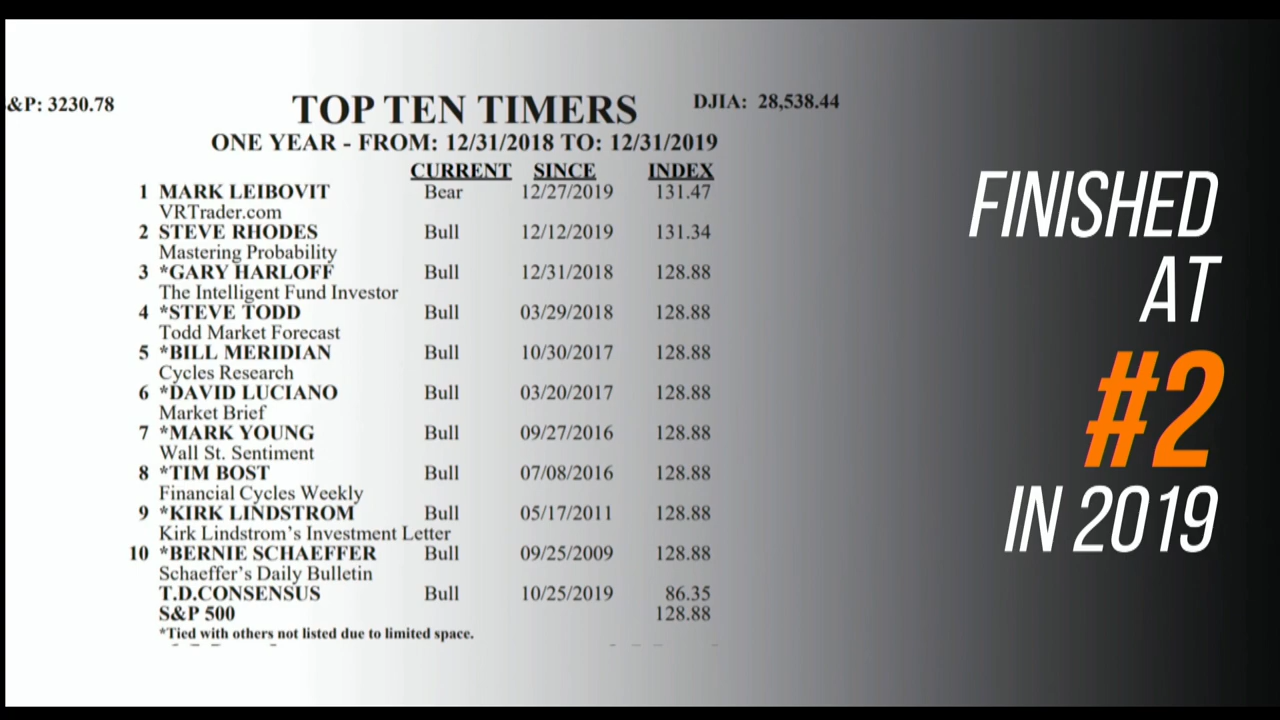 &P: 3230.78
TOP TEN TIMERS
DJIA: 28,538.44
ONE YEAR - FROM: 12/31/2018 TO: 12/31/2019
CURRENT SINCE INDEX
1 MARK LEIBOVIT Bear 12/27/2019 131.47
VRTrader.com
2 STEVE RHODES Bull 12/12/2019 131.34
Mastering Probability
3 *GARY HARLOFF Bull 12/31/2018 128.88
The Intelligent Fund Investor
4 *STEVE TODD Bull 03/29/2018 128.88
Todd Market Forecast
5 *BILL MERIDIAN Bull 10/30/2017 128.88
Cycles Research
6 *DAVID LUCIANO Bull 03/20/2017 128.88
Market Brief
7 *MARK YOUNG Bull 09/27/2016 128.88
Wall St. Sentiment
8 *TIM BOST Bull 07/08/2016 128.88
Financial Cycles Weekly
9 *KIRK LINDSTROM Bull 05/17/2011 128.88
Kirk Lindstrom's Investment Letter
10 *BERNIE SCHAEFFER Bull 09/25/2009 128.88
Schaeffer's Daily Bulletin
T.D.CONSENSUS Bull 10/25/2019 86.35
S&P 500 128.88
*Tied with others not listed due to limited space.
FINISHED
AT
#2
IN 2019